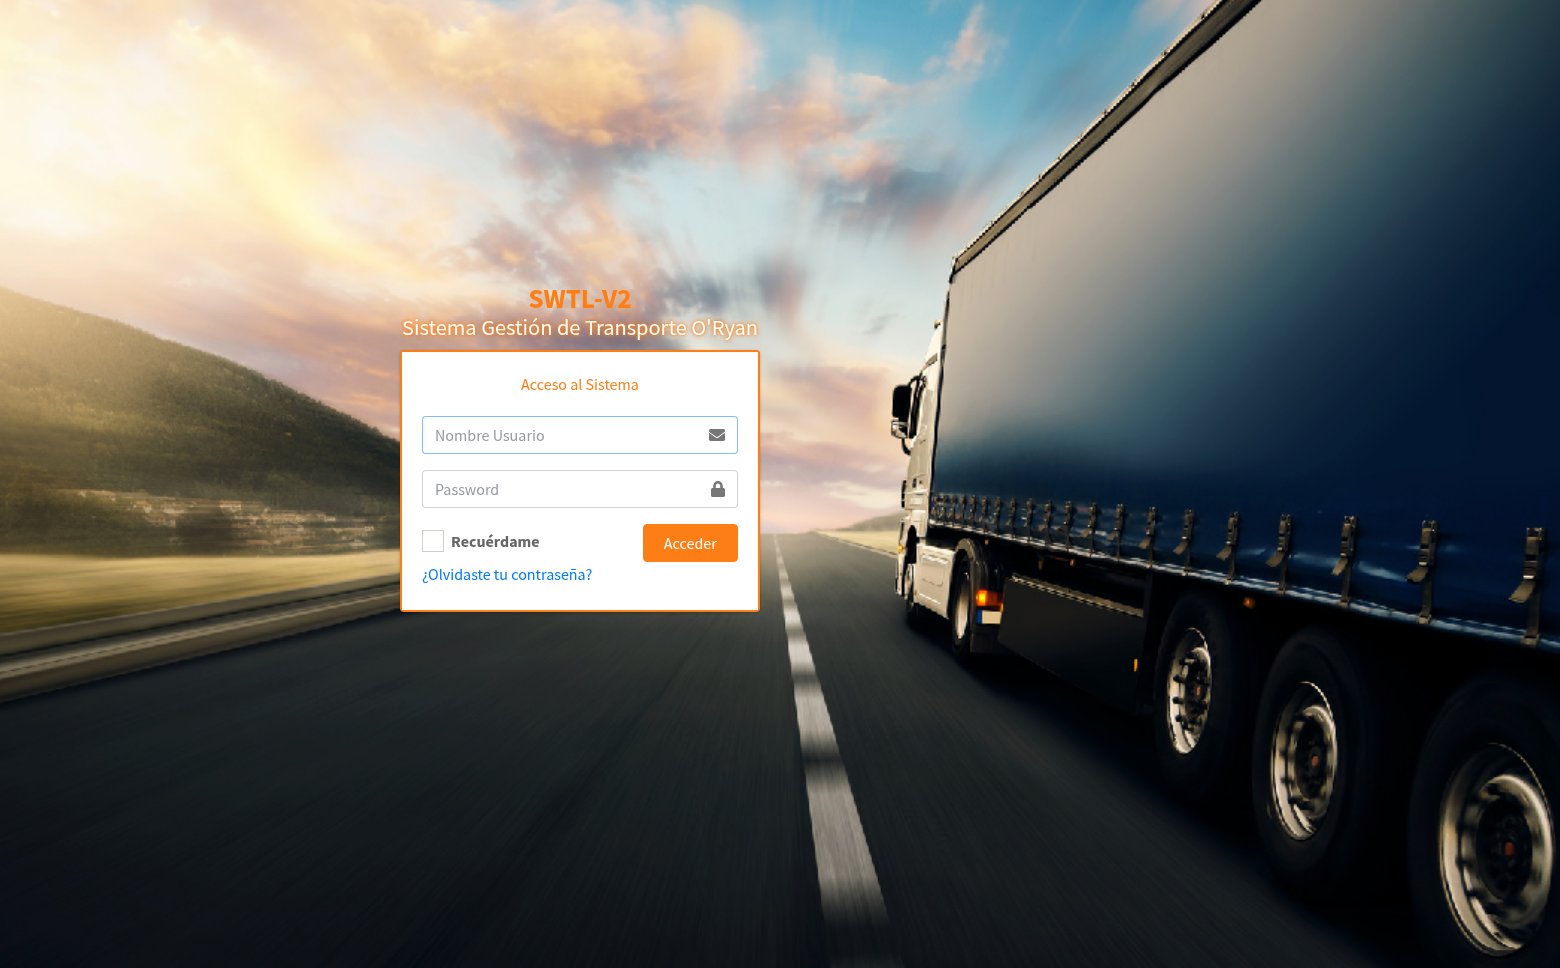 SWTL-V2
Sistema Gestión de Transporte O'Ryan
Acceso al Sistema
Nombre Usuario
Password
Recuérdame
Acceder
¿Olvidaste tu contraseña?